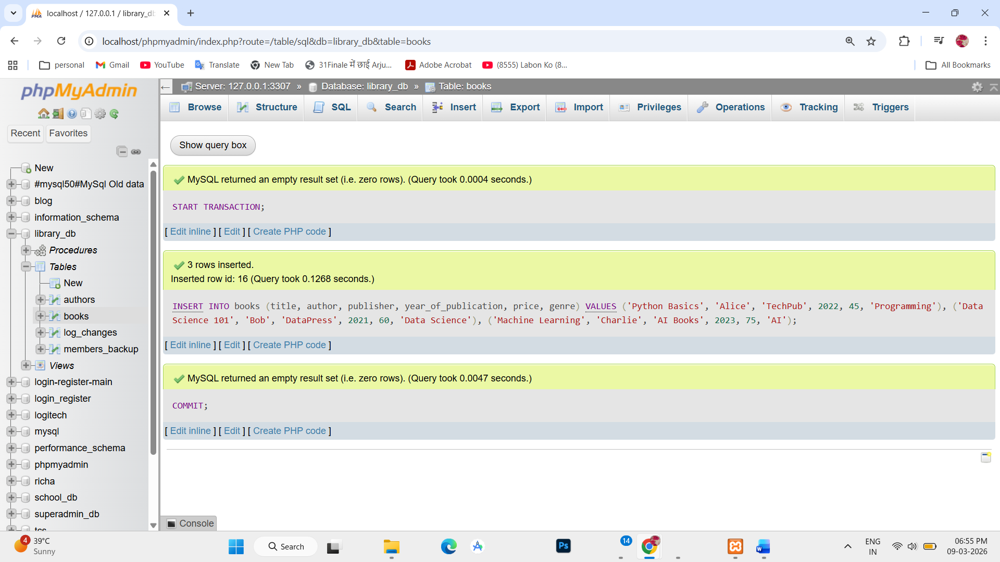 localhost / 127.0.0.1 / library_db
localhost/phpmyadmin/index.php?route=/table/sql&db=library_db&table=books
personal
Gmail
YouTube
Translate
New Tab
31Finale में छाई Arju...
Adobe Acrobat
(8555) Labon Ko (8...
All Bookmarks
phpMyAdmin
Server: 127.0.0.1:3307 » Database: library_db » Table: books
Browse
Structure
SQL
Search
Insert
Export
Import
Privileges
Operations
Tracking
Triggers
Recent
Favorites
New
#mysql50#MySql Old data
blog
information_schema
library_db
Procedures
Tables
New
authors
books
log_changes
members_backup
Views
login-register-main
login_register
logitech
mysql
performance_schema
phpmyadmin
richa
school_db
superadmin_db
tcs
Show query box
MySQL returned an empty result set (i.e. zero rows). (Query took 0.0004 seconds.)
START TRANSACTION;
[ Edit inline ] [ Edit ] [ Create PHP code ]
3 rows inserted.
Inserted row id: 16 (Query took 0.1268 seconds.)
INSERT INTO books (title, author, publisher, year_of_publication, price, genre) VALUES ('Python Basics', 'Alice', 'TechPub', 2022, 45, 'Programming'), ('Data
Science 101', 'Bob', 'DataPress', 2021, 60, 'Data Science'), ('Machine Learning', 'Charlie', 'AI Books', 2023, 75, 'AI');
[ Edit inline ] [ Edit ] [ Create PHP code ]
MySQL returned an empty result set (i.e. zero rows). (Query took 0.0047 seconds.)
COMMIT;
[ Edit inline ] [ Edit ] [ Create PHP code ]
Console
4
39°C
Sunny
Search
Ps
14
W
ENG
IN
06:55 PM
09-03-2026